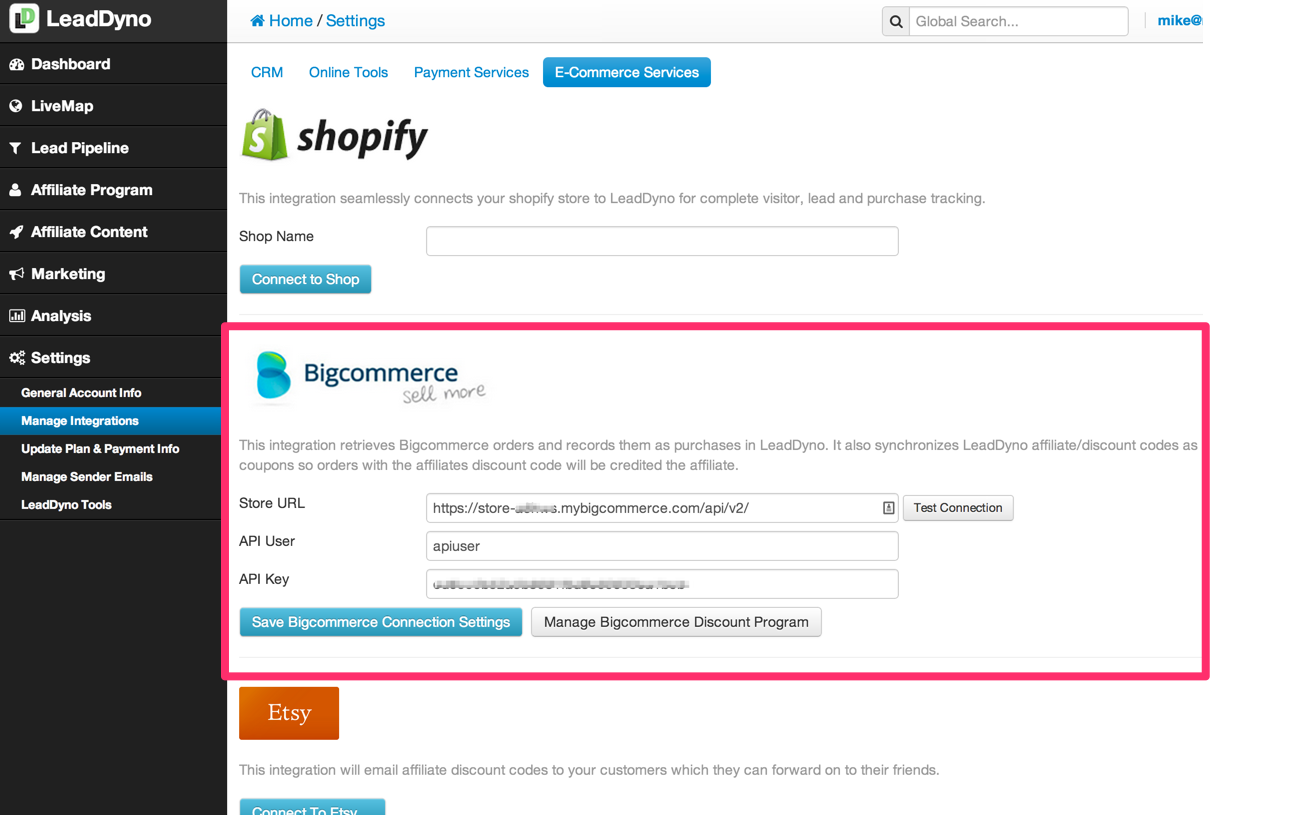 LeadDyno
Home / Settings
Global Search...
mike@
Dashboard
LiveMap
Lead Pipeline
Affiliate Program
Affiliate Content
Marketing
Analysis
Settings
General Account Info
Manage Integrations
Update Plan & Payment Info
Manage Sender Emails
LeadDyno Tools
CRM
Online Tools
Payment Services
E-Commerce Services
shopify
This integration seamlessly connects your shopify store to LeadDyno for complete visitor, lead and purchase tracking.
Shop Name
Connect to Shop
Bigcommerce
sell more
This integration retrieves Bigcommerce orders and records them as purchases in LeadDyno. It also synchronizes LeadDyno affiliate/discount codes as
coupons so orders with the affiliates discount code will be credited the affiliate.
Store URL
https://store-.mybigcommerce.com/api/v2/
Test Connection
API User
apiuser
API Key
Save Bigcommerce Connection Settings
Manage Bigcommerce Discount Program
Etsy
This integration will email affiliate discount codes to your customers which they can forward on to their friends.
Connect To Etsy